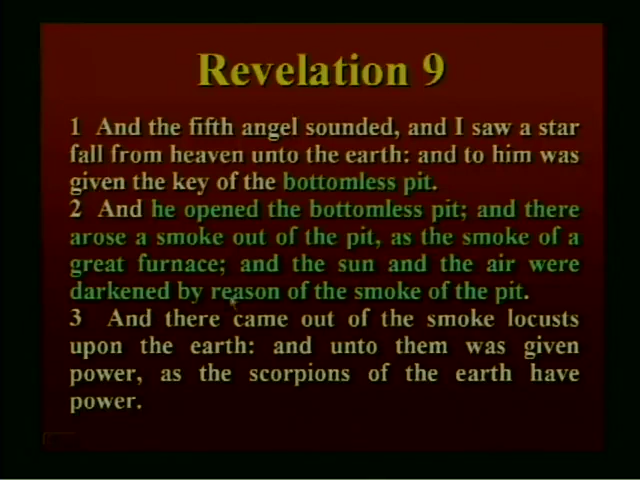 Revelation 9
1 And the fifth angel sounded, and I saw a star
fall from heaven unto the earth: and to him was
given the key of the bottomless pit.
2 And he opened the bottomless pit; and there
arose a smoke out of the pit, as the smoke of a
great furnace; and the sun and the air were
darkened by reason of the smoke of the pit.
3 And there came out of the smoke locusts
upon the earth: and unto them was given
power, as the scorpions of the earth have
power.